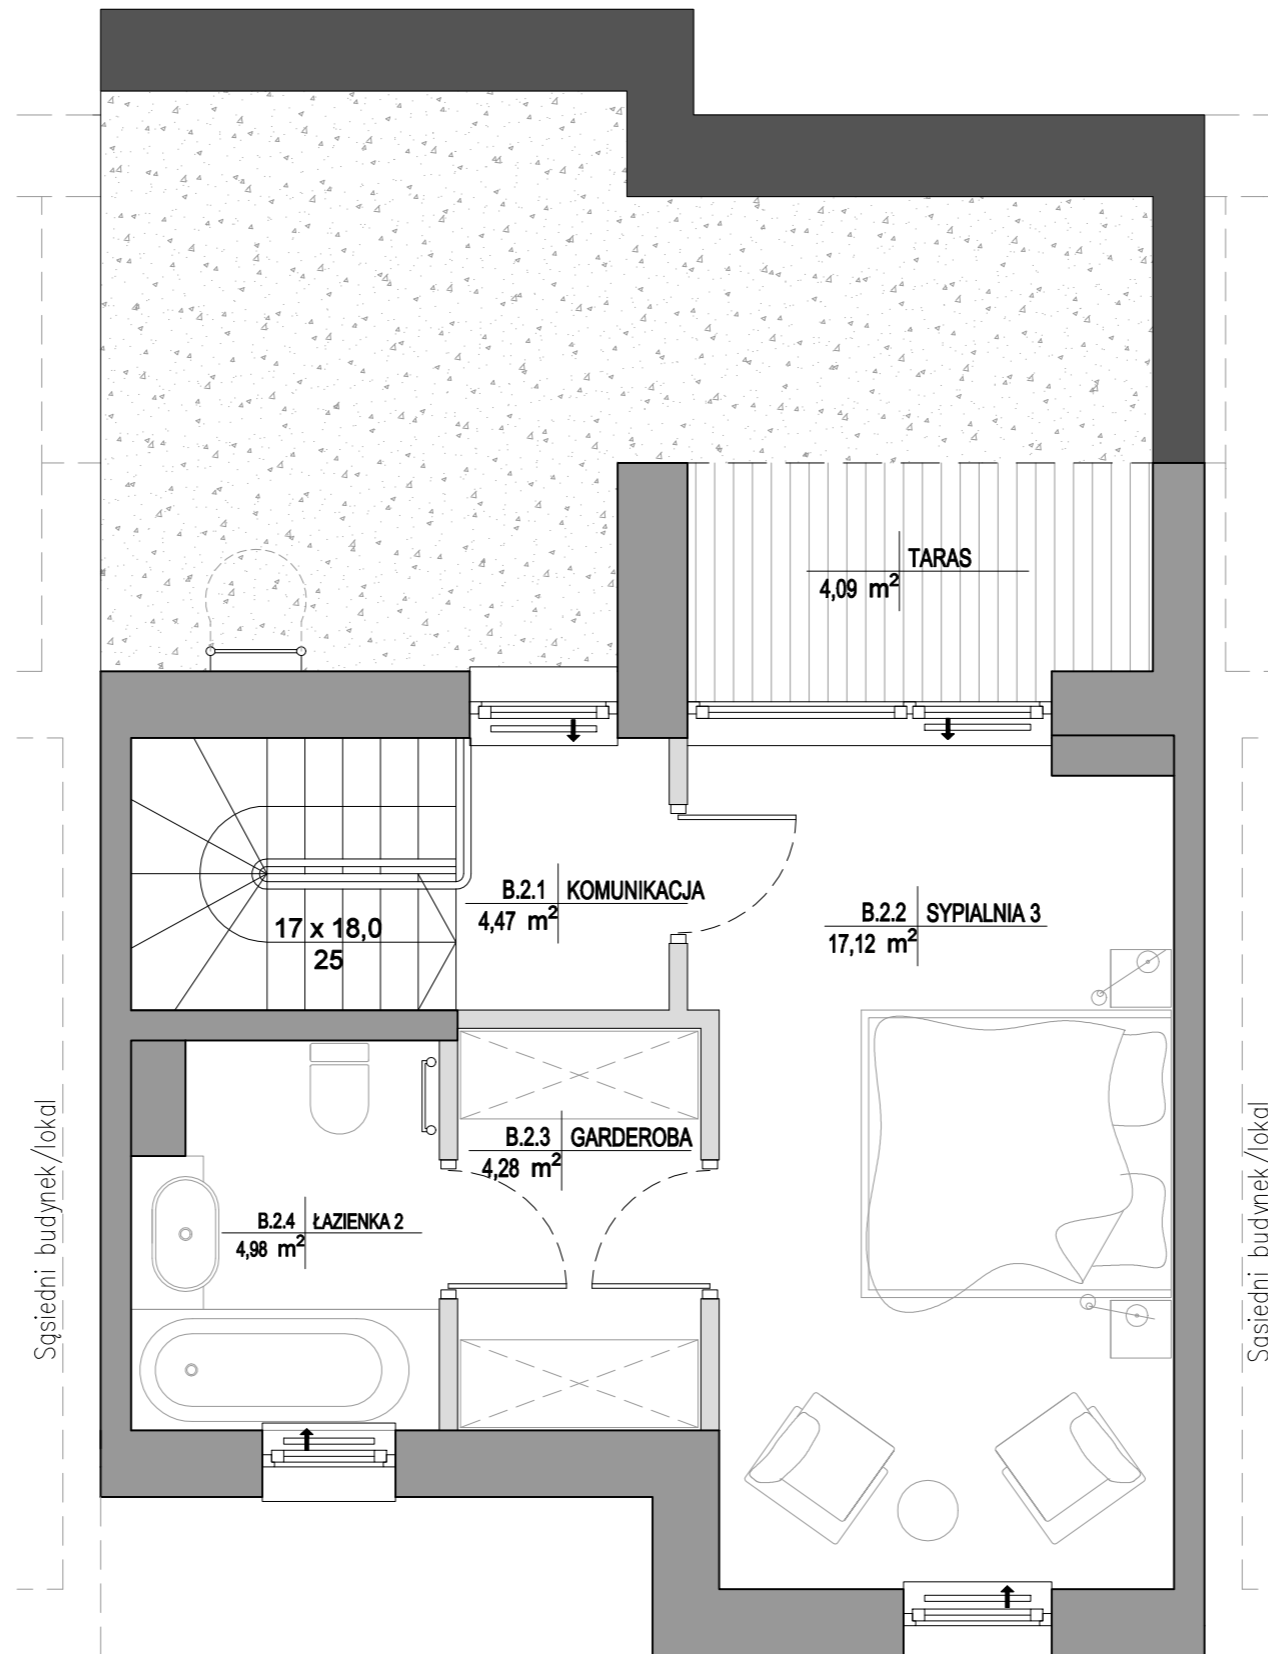 TARAS
4,09 m²
B.2.1 KOMUNIKACJA
4,47 m²
B.2.2 SYPIALNIA 3
17,12 m²
17 x 18,0
25
B.2.3 GARDEROBA
4,28 m²
B.2.4 ŁAZIENKA 2
4,98 m²
Sąsiedni budynek/lokal
Sąsiedni budynek/lokal